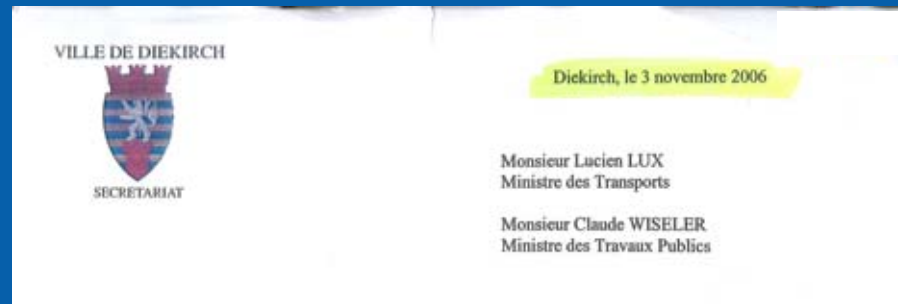 VILLE DE DIEKIRCH
SECRETARIAT
Diekirch, le 3 novembre 2006
Monsieur Lucien LUX
Ministre des Transports
Monsieur Claude WISELER
Ministre des Travaux Publics